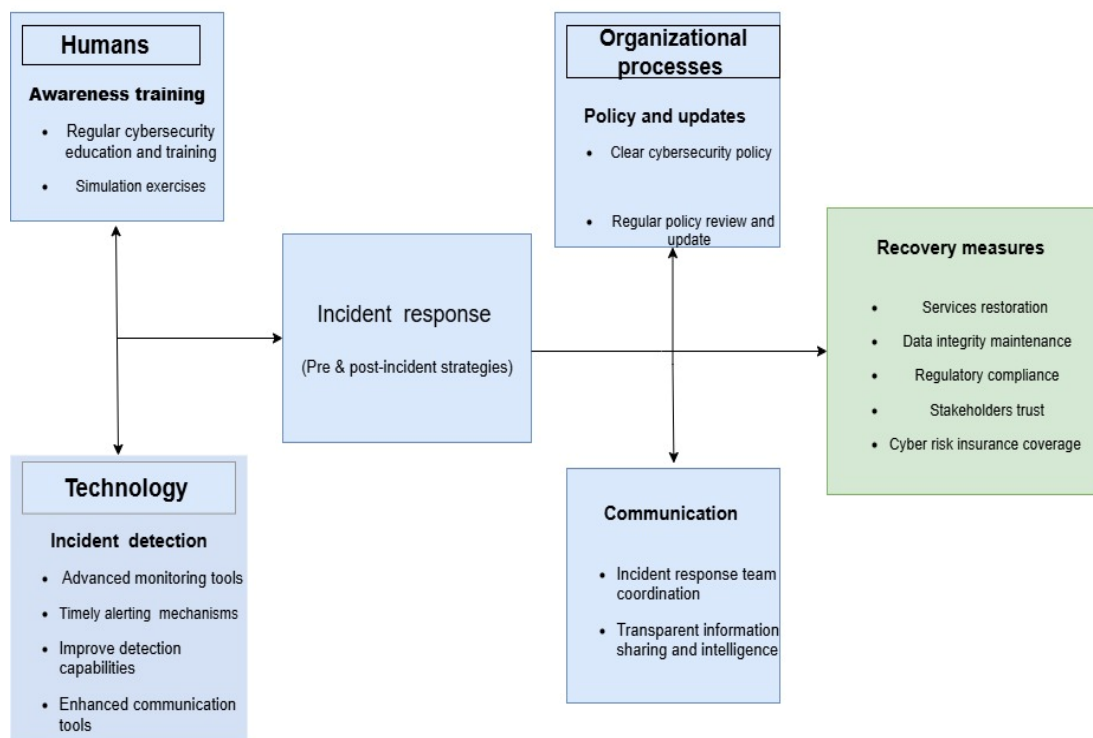 Humans
Awareness training
• Regular cybersecurity
education and training
• Simulation exercises
Organizational
processes
Policy and updates
• Clear cybersecurity policy
• Regular policy review and
update
Incident response
(Pre & post-incident strategies)
Recovery measures
• Services restoration
• Data integrity maintenance
• Regulatory compliance
• Stakeholders trust
• Cyber risk insurance coverage
Technology
Incident detection
• Advanced monitoring tools
• Timely alerting mechanisms
• Improve detection
capabilities
• Enhanced communication
tools
Communication
• Incident response team
coordination
• Transparent information
sharing and intelligence